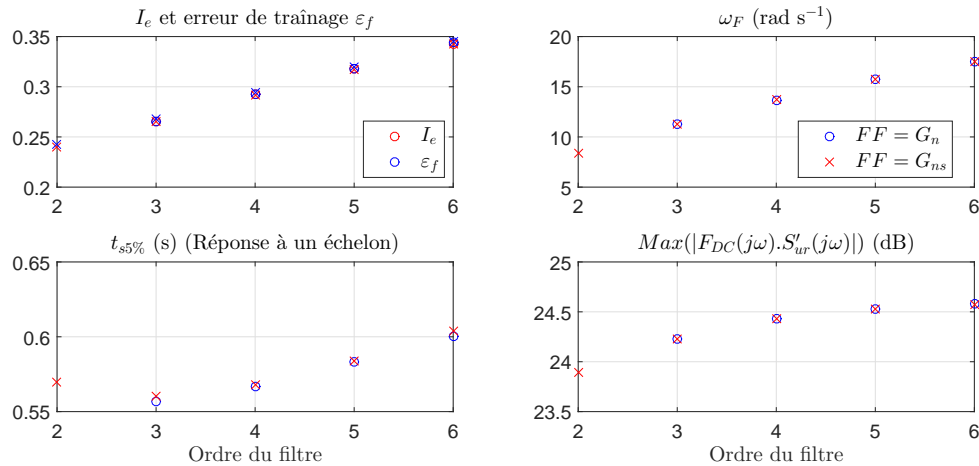 I_e et erreur de traînage ε_f
0.35
0.3
0.25
0.2
2 3 4 5 6
I_e
ε_f
ω_F (rad s⁻¹)
20
15
10
5
2 3 4 5 6
FF = G_n
FF = G_ns
t_s5% (s) (Réponse à un échelon)
0.65
0.6
0.55
2 3 4 5 6
Ordre du filtre
Max(|F_DC(jω).S′_ur(jω)|) (dB)
25
24.5
24
23.5
2 3 4 5 6
Ordre du filtre